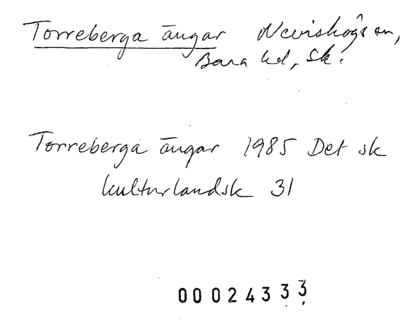 Torreberga ängar Nevishögs sn,
Bara hd, Sk.
Torreberga ängar 1985 Det sk
kulturlandsk 31
00024333